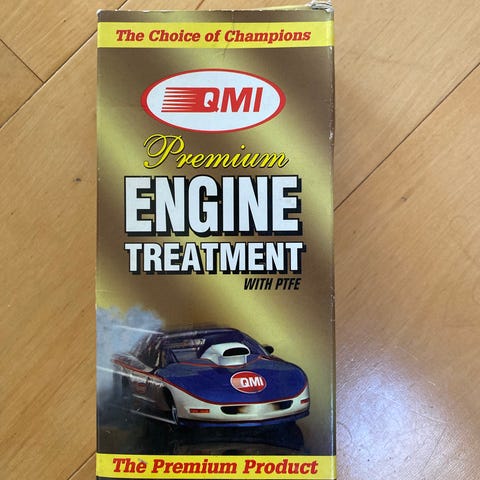 The Choice of Champions
QMI
Premium
ENGINE
TREATMENT
WITH PTFE
QMI
The Premium Product